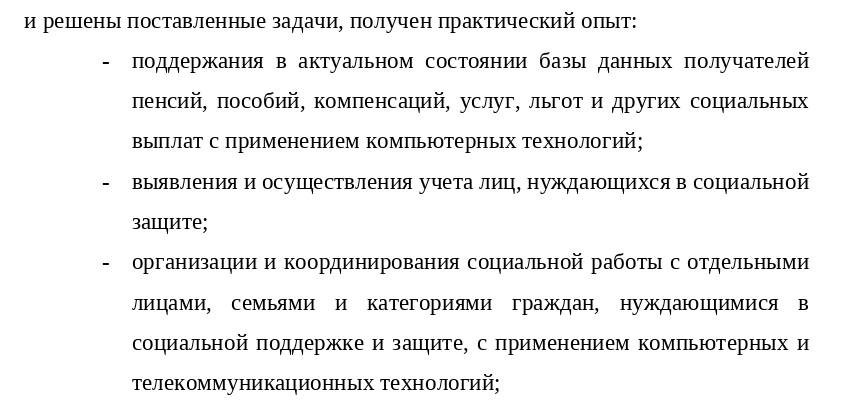 и решены поставленные задачи, получен практический опыт:
- поддержания в актуальном состоянии базы данных получателей
пенсий, пособий, компенсаций, услуг, льгот и других социальных
выплат с применением компьютерных технологий;
- выявления и осуществления учета лиц, нуждающихся в социальной
защите;
- организации и координирования социальной работы с отдельными
лицами, семьями и категориями граждан, нуждающимися в
социальной поддержке и защите, с применением компьютерных и
телекоммуникационных технологий;